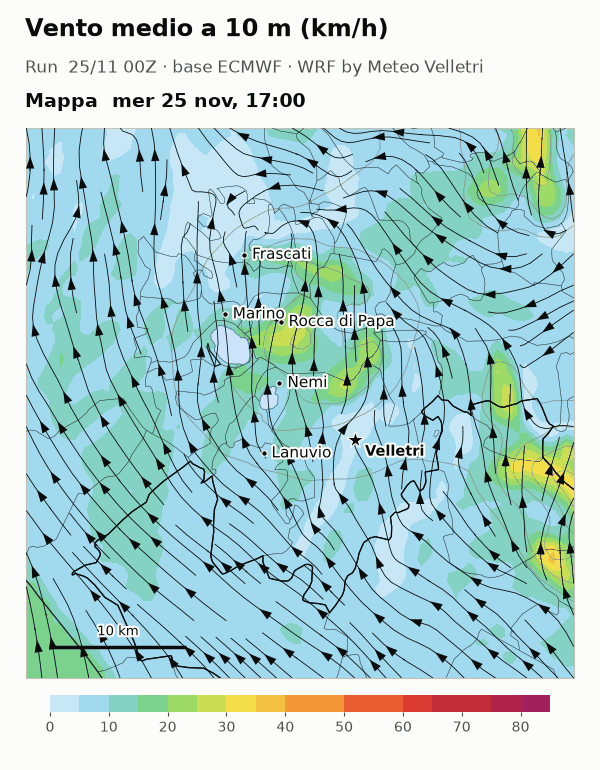 Vento medio a 10 m (km/h)
Run  25/11 00Z · base ECMWF · WRF by Meteo Velletri
Mappa  mer 25 nov, 17:00
Frascati
Marino
Rocca di Papa
Nemi
Velletri
Lanuvio
10 km
0 10 20 30 40 50 60 70 80